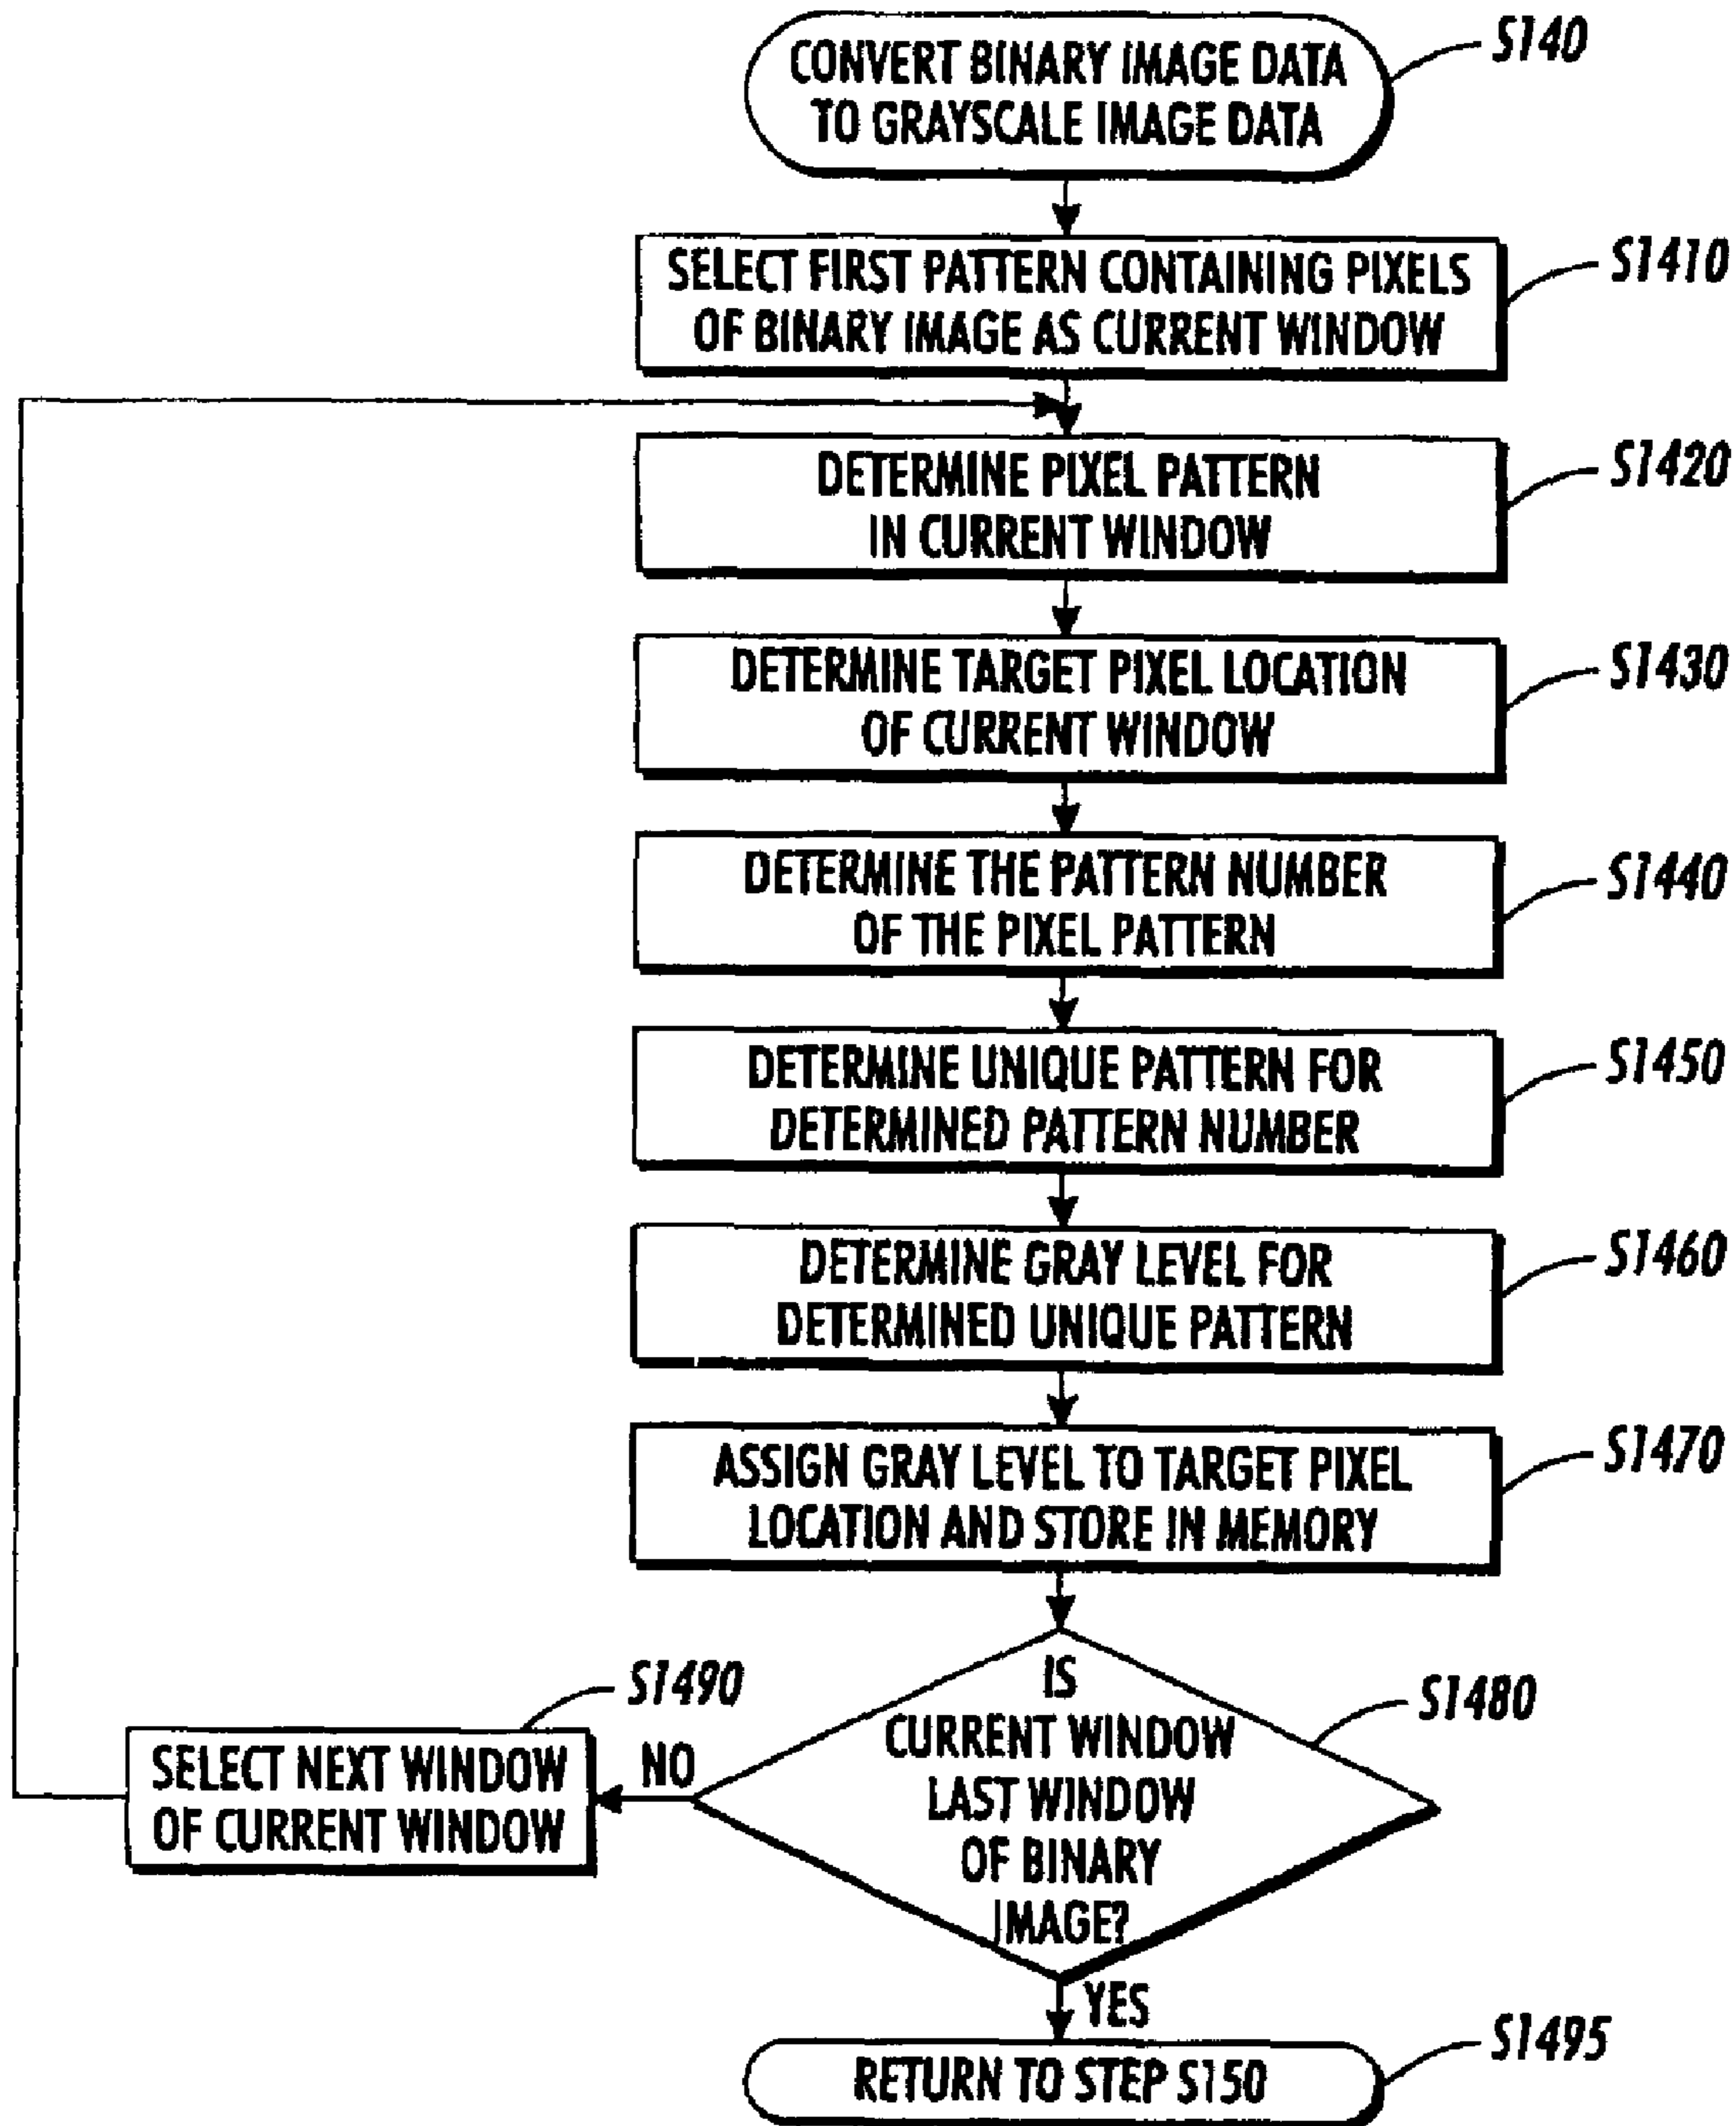 CONVERT BINARY IMAGE DATA
TO GRAYSCALE IMAGE DATA
S140
SELECT FIRST PATTERN CONTAINING PIXELS
OF BINARY IMAGE AS CURRENT WINDOW
S1410
DETERMINE PIXEL PATTERN
IN CURRENT WINDOW
S1420
DETERMINE TARGET PIXEL LOCATION
OF CURRENT WINDOW
S1430
DETERMINE THE PATTERN NUMBER
OF THE PIXEL PATTERN
S1440
DETERMINE UNIQUE PATTERN FOR
DETERMINED PATTERN NUMBER
S1450
DETERMINE GRAY LEVEL FOR
DETERMINED UNIQUE PATTERN
S1460
ASSIGN GRAY LEVEL TO TARGET PIXEL
LOCATION AND STORE IN MEMORY
S1470
IS
CURRENT WINDOW
LAST WINDOW
OF BINARY
IMAGE?
S1480
NO
S1490
SELECT NEXT WINDOW
OF CURRENT WINDOW
YES
RETURN TO STEP S150
S1495